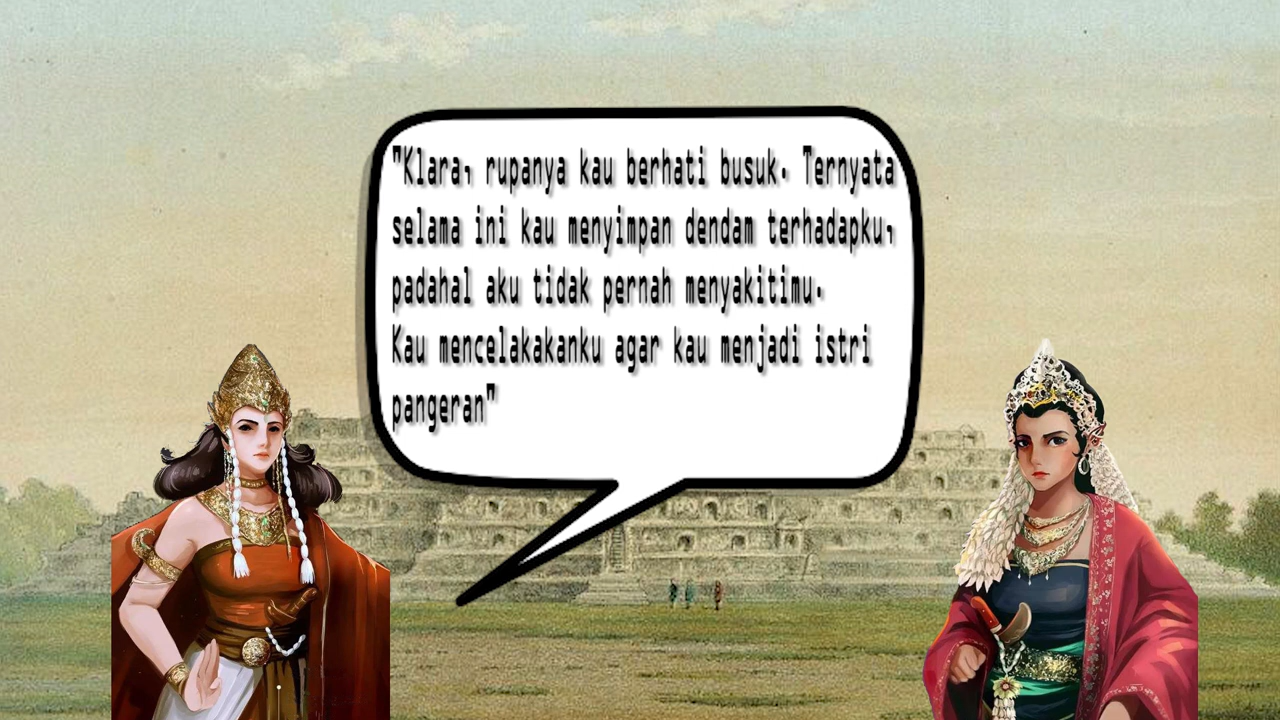 "Klara, rupanya kau berhati busuk. Ternyata
selama ini kau menyimpan dendam terhadapku,
padahal aku tidak pernah menyakitimu.
Kau mencelakakanku agar kau menjadi istri
pangeran"